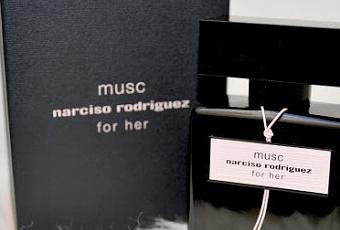 musc
narciso rodriguez
for her
musc
narciso rodriguez
for her